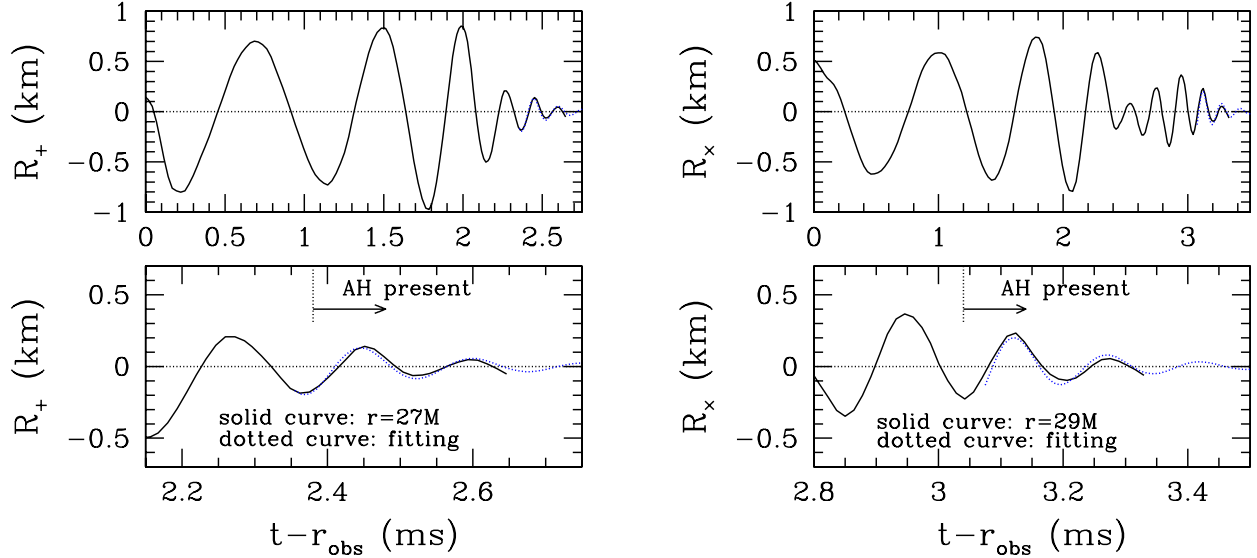 1
0.5
0
−0.5
−1
R₊ (km)
0 0.5 1 1.5 2 2.5
1
0.5
0
−0.5
−1
R× (km)
0 1 2 3
0.5
0
−0.5
R₊ (km)
AH present
solid curve: r=27M
dotted curve: fitting
2.2 2.4 2.6
t−r_obs (ms)
0.5
0
−0.5
R× (km)
AH present
solid curve: r=29M
dotted curve: fitting
2.8 3 3.2 3.4
t−r_obs (ms)